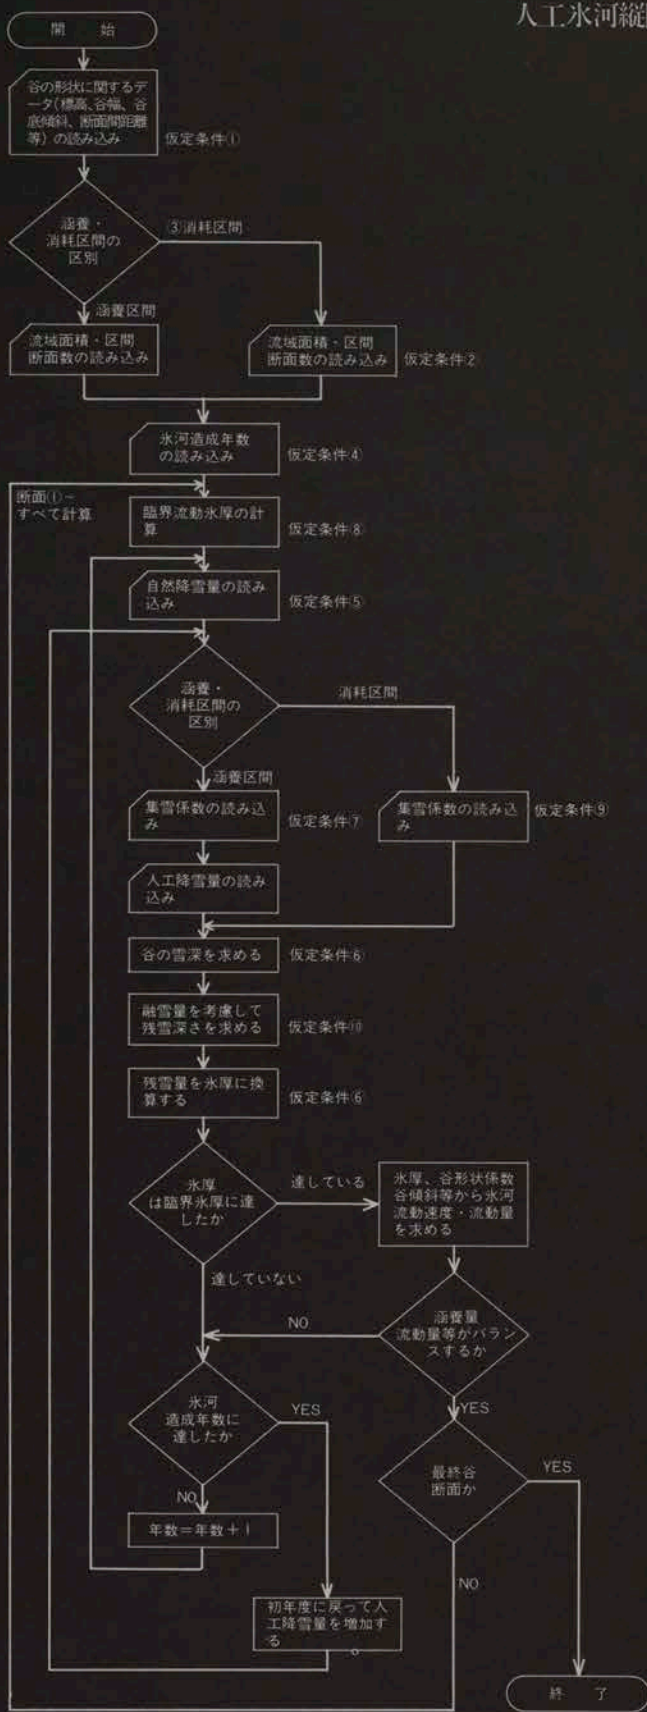 人工氷河縦
開 始
谷の形状に関するデ
ータ(標高、谷幅、谷
底傾斜、断面間距離
等)の読み込み
仮定条件①
涵養・
消耗区間の
区別
③消耗区間
涵養区間
流域面積・区間
断面数の読み込み
流域面積・区間
断面数の読み込み
仮定条件②
氷河造成年数
の読み込み
仮定条件④
断面①~
すべて計算
臨界流動氷厚の計
算
仮定条件⑧
自然降雪量の読み
込み
仮定条件⑤
涵養・
消耗区間の
区別
消耗区間
涵養区間
集雪係数の読み込
み
仮定条件⑦
集雪係数の読み込
み
仮定条件⑨
人工降雪量の読み
込み
谷の雪深を求める
仮定条件⑥
融雪量を考慮して
残雪深さを求める
仮定条件⑩
残雪量を氷厚に換
算する
仮定条件⑥
氷厚
は臨界氷厚に達
したか
達している
氷厚、谷形状係数
谷傾斜等から氷河
流動速度・流動量
を求める
達していない
涵養量
流動量等がバラン
スするか
NO
YES
氷河
造成年数に
達したか
YES
NO
最終谷
断面か
YES
NO
年数=年数+1
初年度に戻って人
工降雪量を増加す
る。
終 了